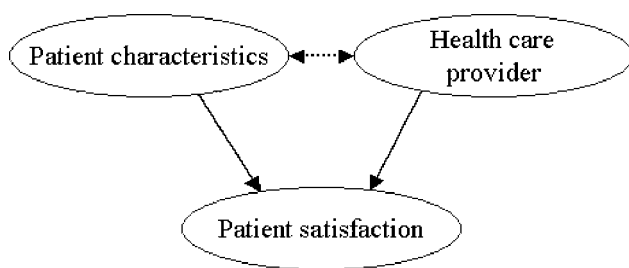 Patient characteristics
Health care
provider
Patient satisfaction